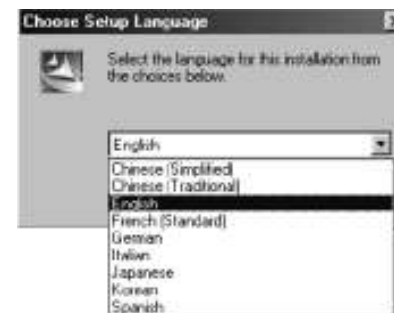 Choose Setup Language
Select the language for this installation from
the choices below.
English
Chinese (Simplified)
Chinese (Traditional)
English
French (Standard)
German
Italian
Japanese
Korean
Spanish